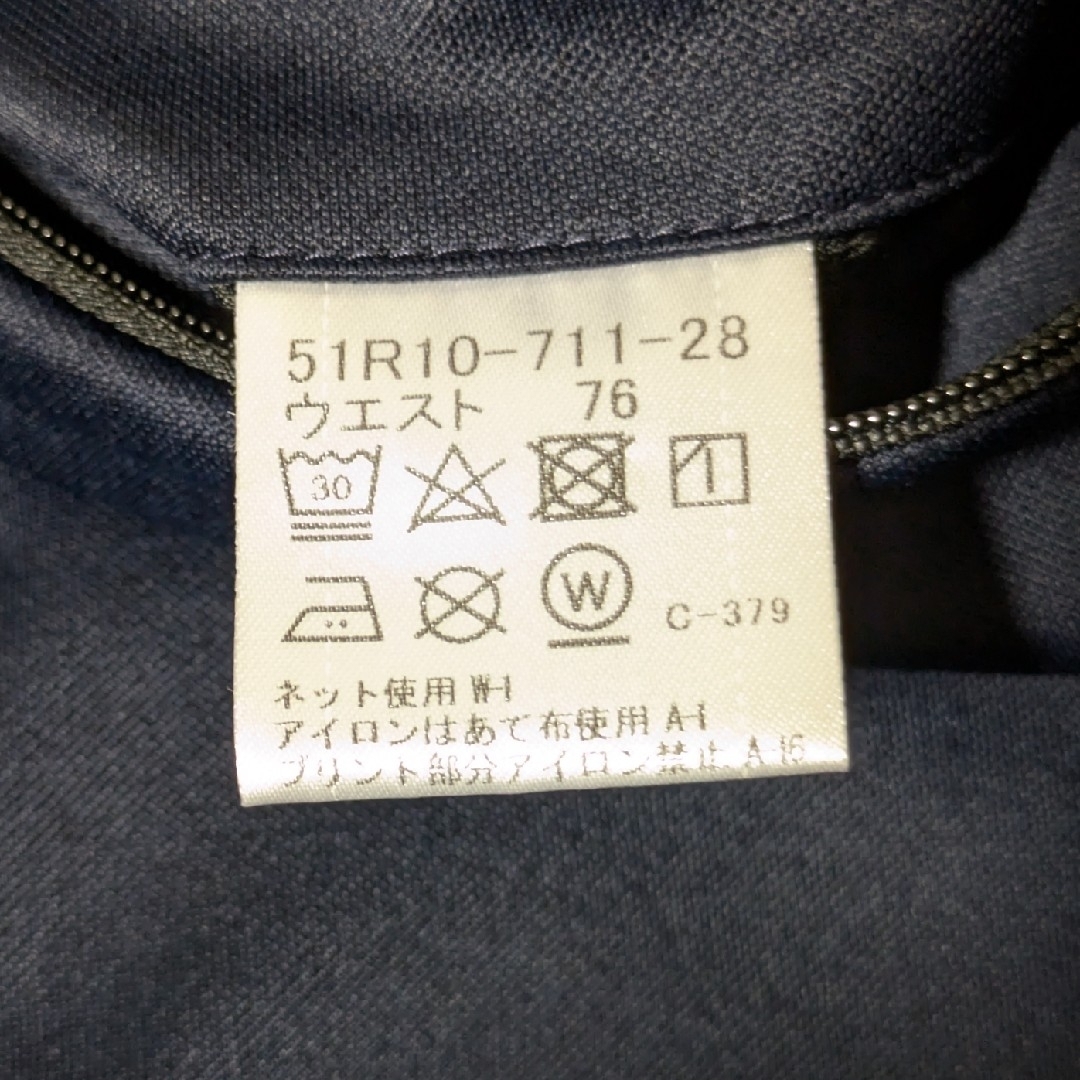 51R10-711-28
ウエスト 76
30
W C-379
ネット使用 W-1
アイロンはあて布使用 A-1
プリント部分アイロン禁止 A-16